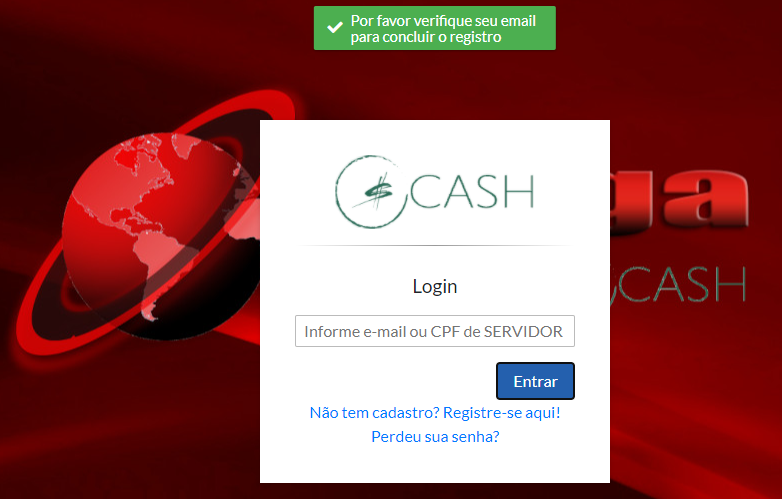 Por favor verifique seu email
para concluir o registro
$ CASH
ga
CASH
Login
Informe e-mail ou CPF de SERVIDOR
Entrar
Não tem cadastro? Registre-se aqui!
Perdeu sua senha?